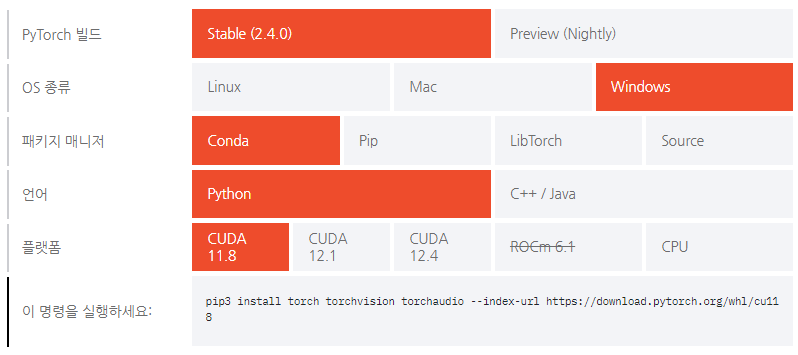 PyTorch 빌드
Stable (2.4.0)
Preview (Nightly)
OS 종류
Linux
Mac
Windows
패키지 매니저
Conda
Pip
LibTorch
Source
언어
Python
C++ / Java
플랫폼
CUDA
11.8
CUDA
12.1
CUDA
12.4
ROCm 6.1
CPU
이 명령을 실행하세요:
pip3 install torch torchvision torchaudio --index-url https://download.pytorch.org/whl/cu11
8